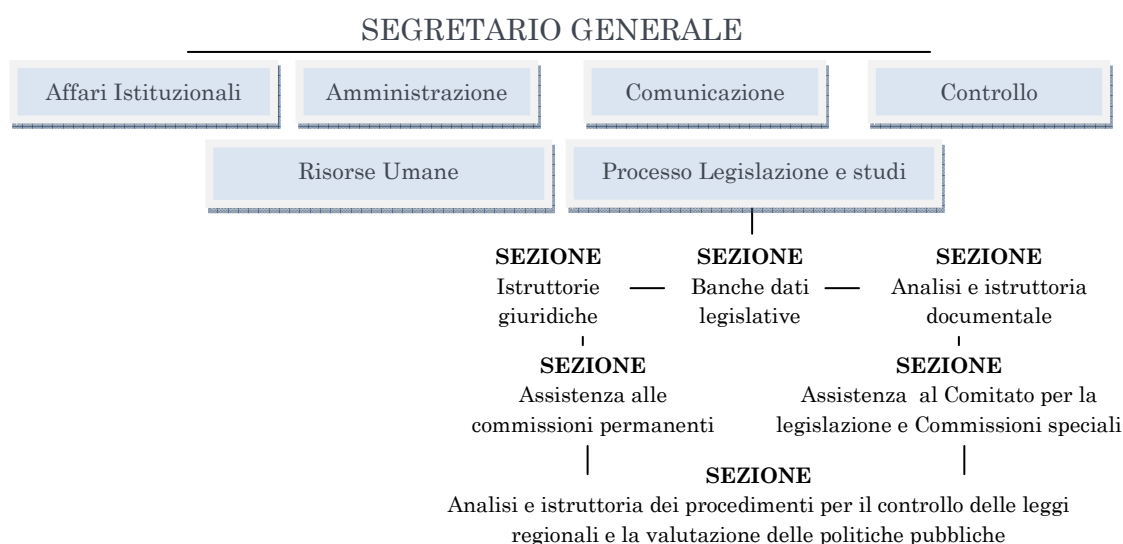 SEGRETARIO GENERALE
Affari Istituzionali
Amministrazione
Comunicazione
Controllo
Risorse Umane
Processo Legislazione e studi
SEZIONE
Istruttorie
giuridiche
SEZIONE
Banche dati
legislative
SEZIONE
Analisi e istruttoria
documentale
SEZIONE
Assistenza alle
commissioni permanenti
SEZIONE
Assistenza al Comitato per la
legislazione e Commissioni speciali
SEZIONE
Analisi e istruttoria dei procedimenti per il controllo delle leggi
regionali e la valutazione delle politiche pubbliche